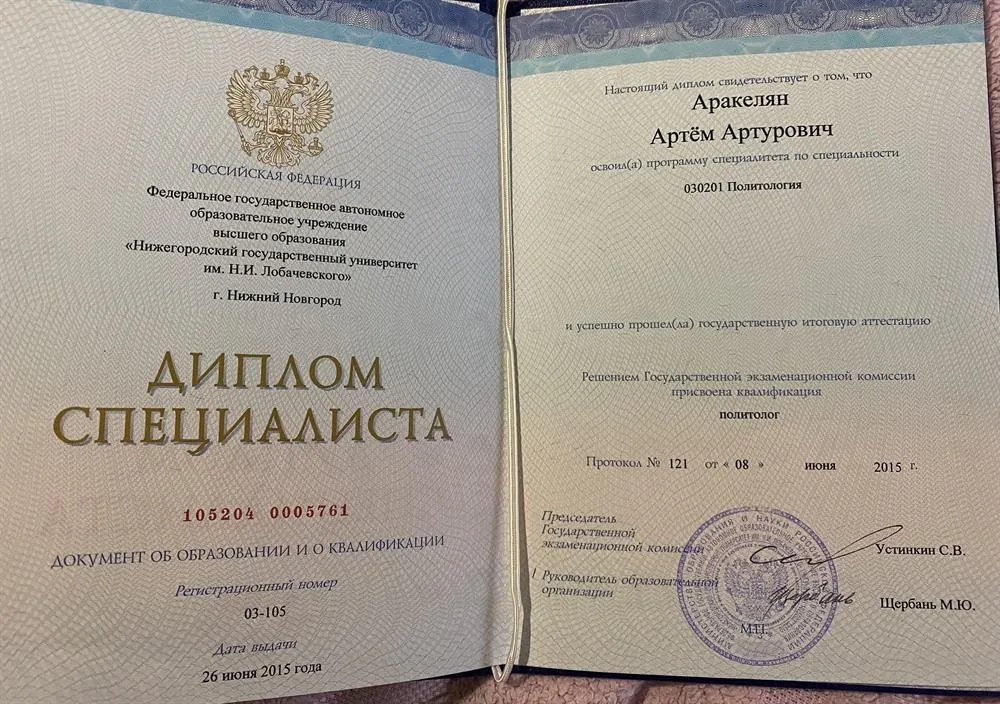 РОССИЙСКАЯ ФЕДЕРАЦИЯ
Федеральное государственное автономное
образовательное учреждение
высшего образования
«Нижегородский государственный университет
им. Н.И. Лобачевского»
г. Нижний Новгород
ДИПЛОМ
СПЕЦИАЛИСТА
105204 0005761
ДОКУМЕНТ ОБ ОБРАЗОВАНИИ И О КВАЛИФИКАЦИИ
Регистрационный номер
03-105
Дата выдачи
26 июня 2015 года
Настоящий диплом свидетельствует о том, что
Аракелян
Артём Артурович
освоил(а) программу специалитета по специальности
030201 Политология
и успешно прошел(ла) государственную итоговую аттестацию
Решением Государственной экзаменационной комиссии
присвоена квалификация
политолог
Протокол № 121 от « 08 » июня 2015 г.
Председатель
Государственной
экзаменационной комиссии
Устинкин С.В.
Руководитель образовательной
организации
Щербань М.Ю.
М.П.